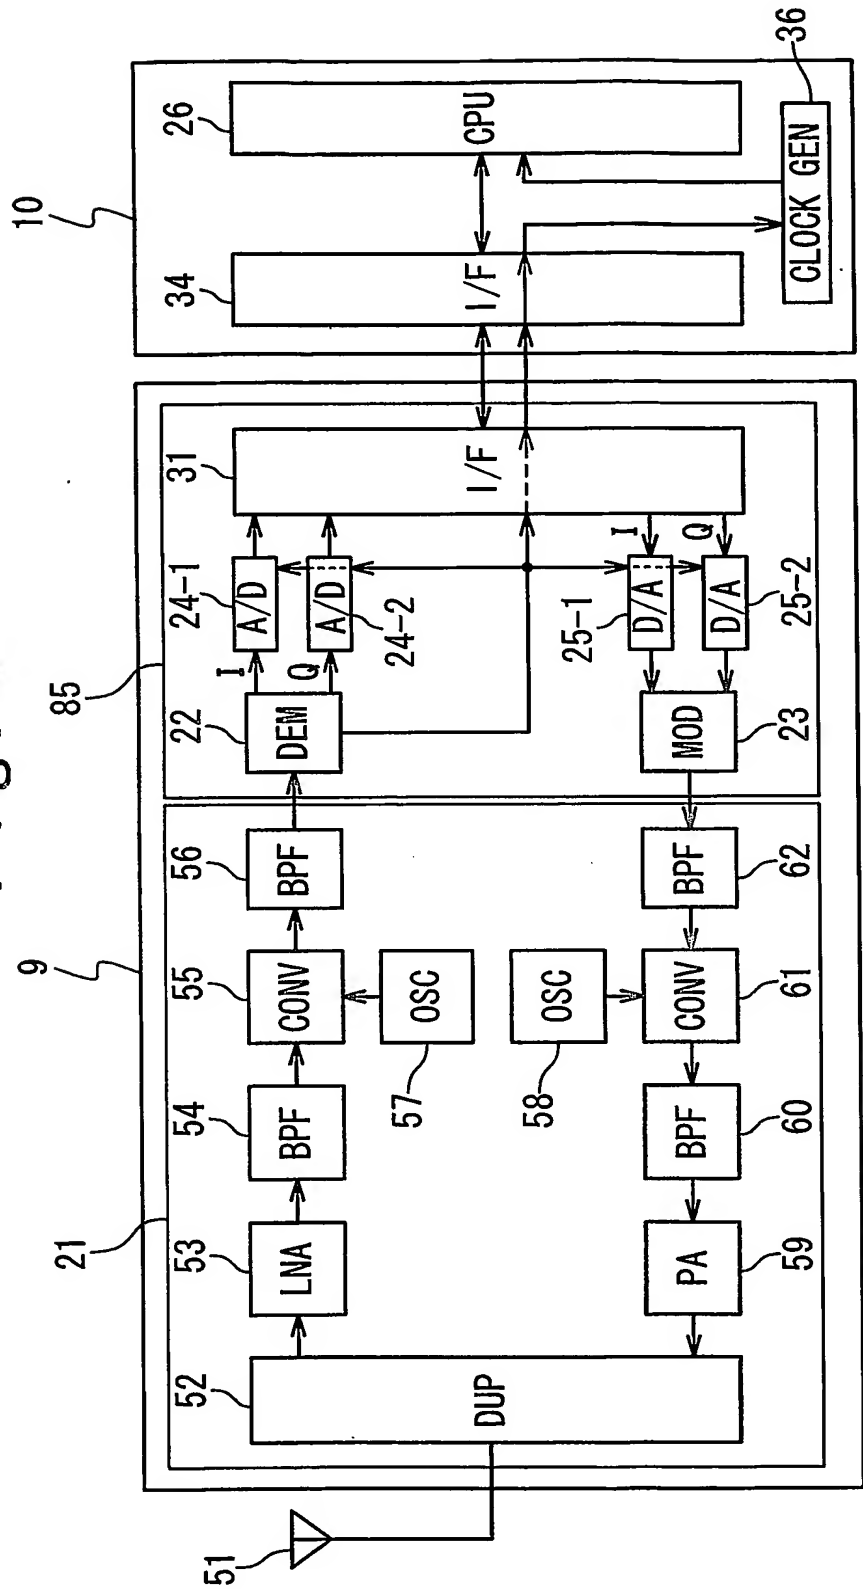 9
10
21
85
51
52
53
54
55
56
22
24-1
31
34
26
I
A/D
LNA
BPF
CONV
BPF
DEM
Q
A/D
24-2
57
OSC
DUP
I/F
I/F
CPU
58
OSC
25-1
I
D/A
PA
BPF
CONV
BPF
MOD
Q
D/A
59
60
61
62
23
25-2
CLOCK GEN
36